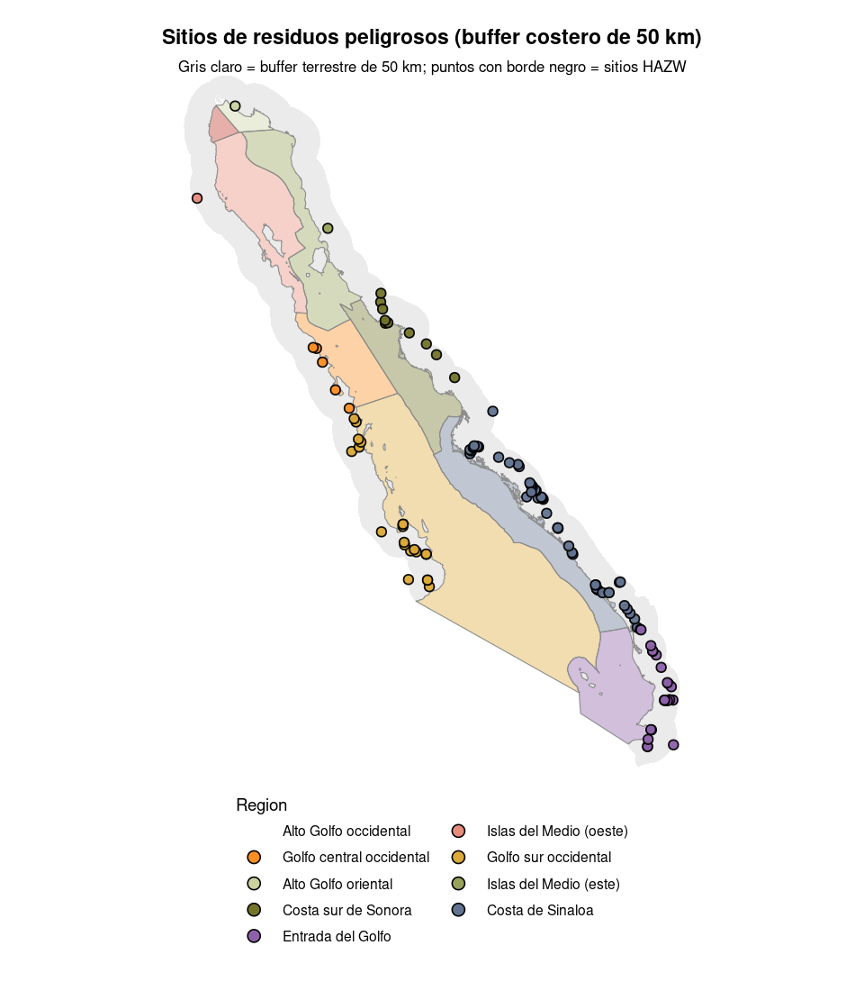 Sitios de residuos peligrosos (buffer costero de 50 km)
Gris claro = buffer terrestre de 50 km; puntos con borde negro = sitios HAZW
Region
Alto Golfo occidental
Islas del Medio (oeste)
Golfo central occidental
Golfo sur occidental
Alto Golfo oriental
Islas del Medio (este)
Costa sur de Sonora
Costa de Sinaloa
Entrada del Golfo